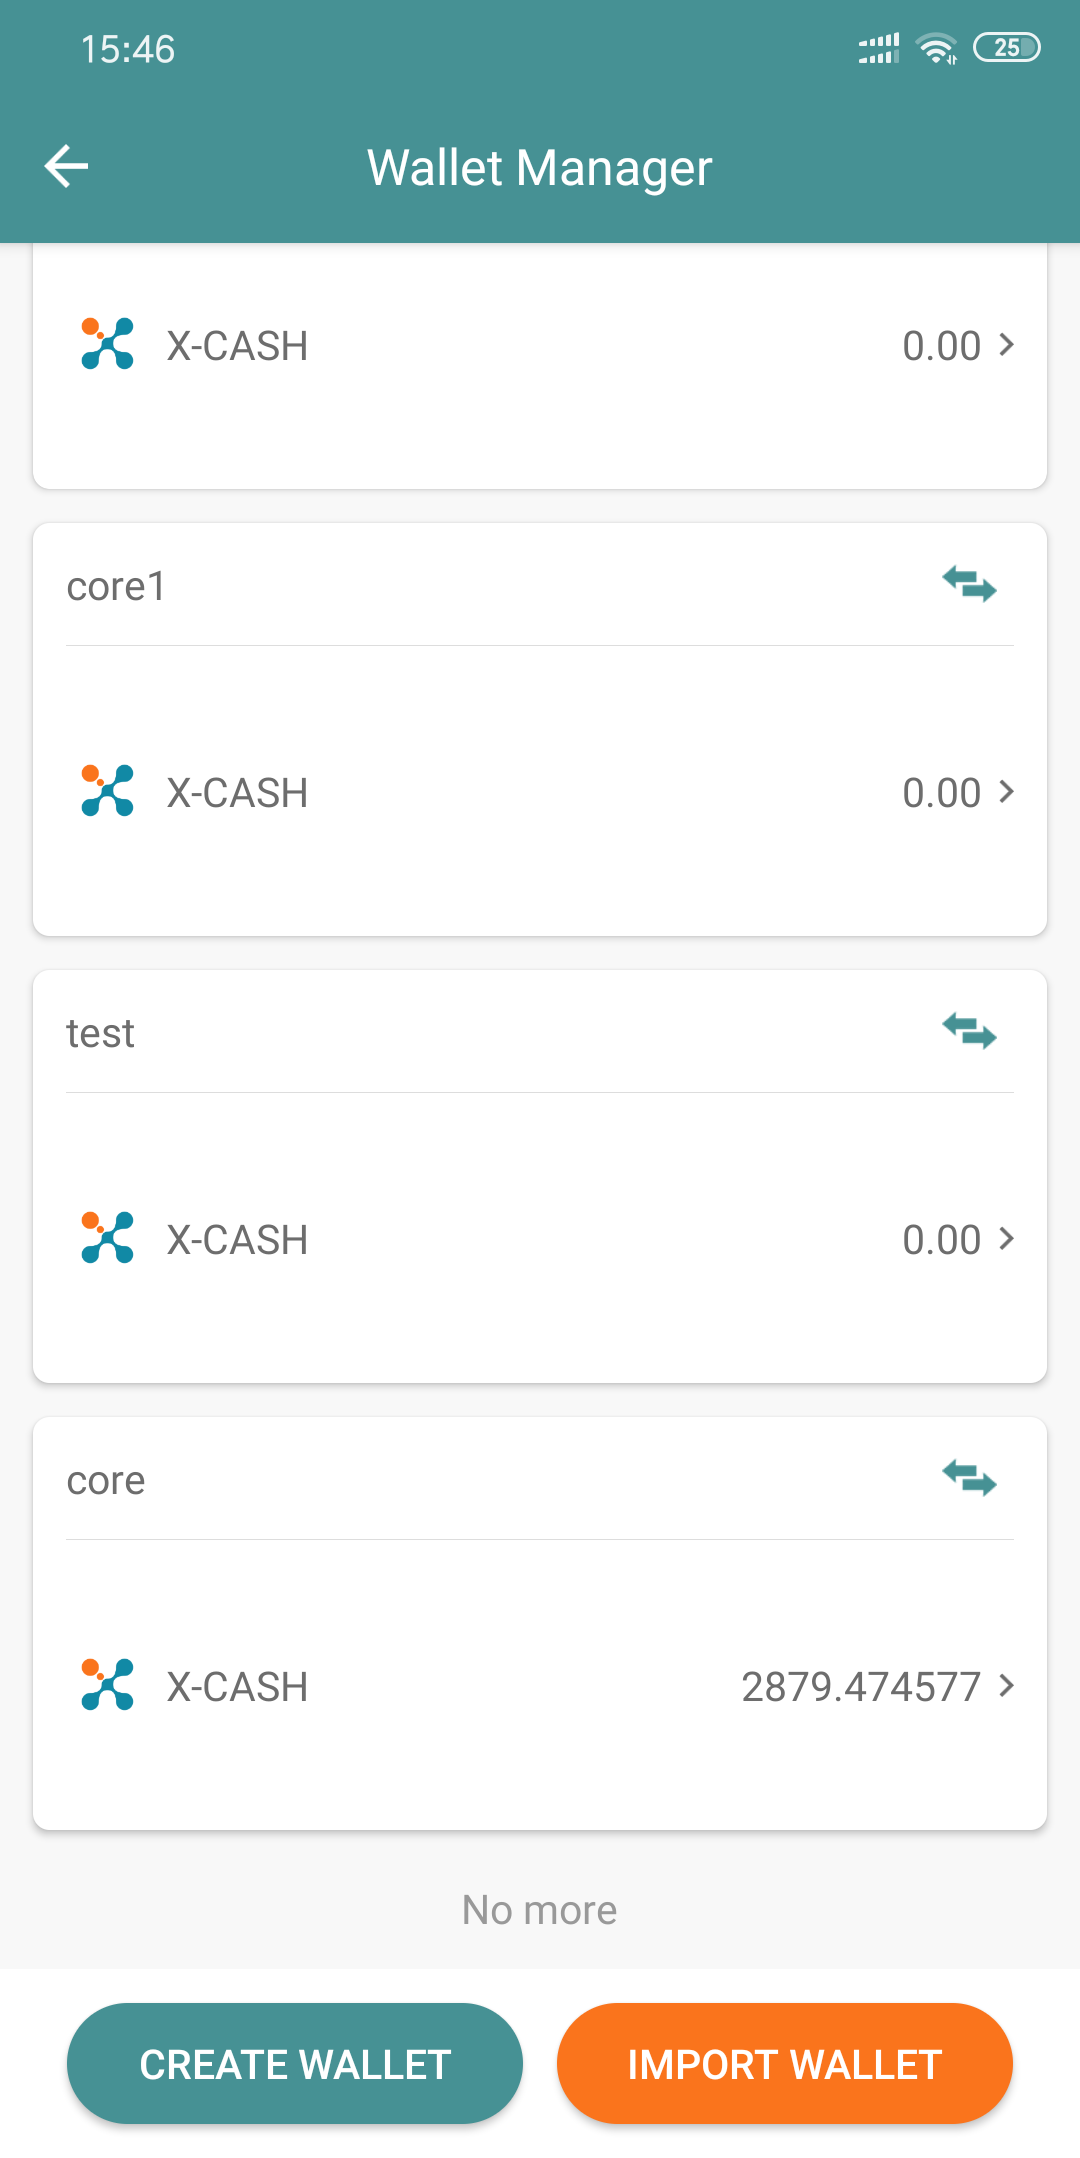 15:46
25
Wallet Manager
X-CASH 0.00
core1
X-CASH 0.00
test
X-CASH 0.00
core
X-CASH 2879.474577
No more
CREATE WALLET IMPORT WALLET